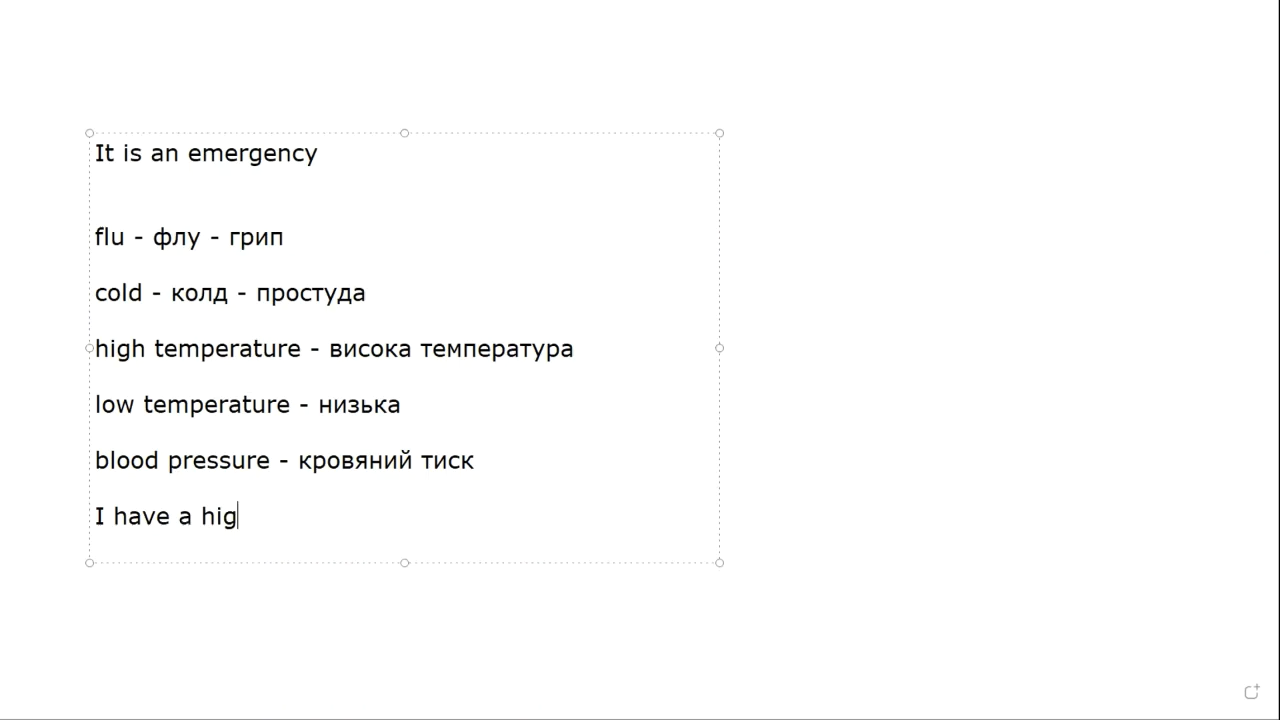 It is an emergency
flu - флу - грип
cold - колд - простуда
high temperature - висока температура
low temperature - низька
blood pressure - кровяний тиск
I have a hig